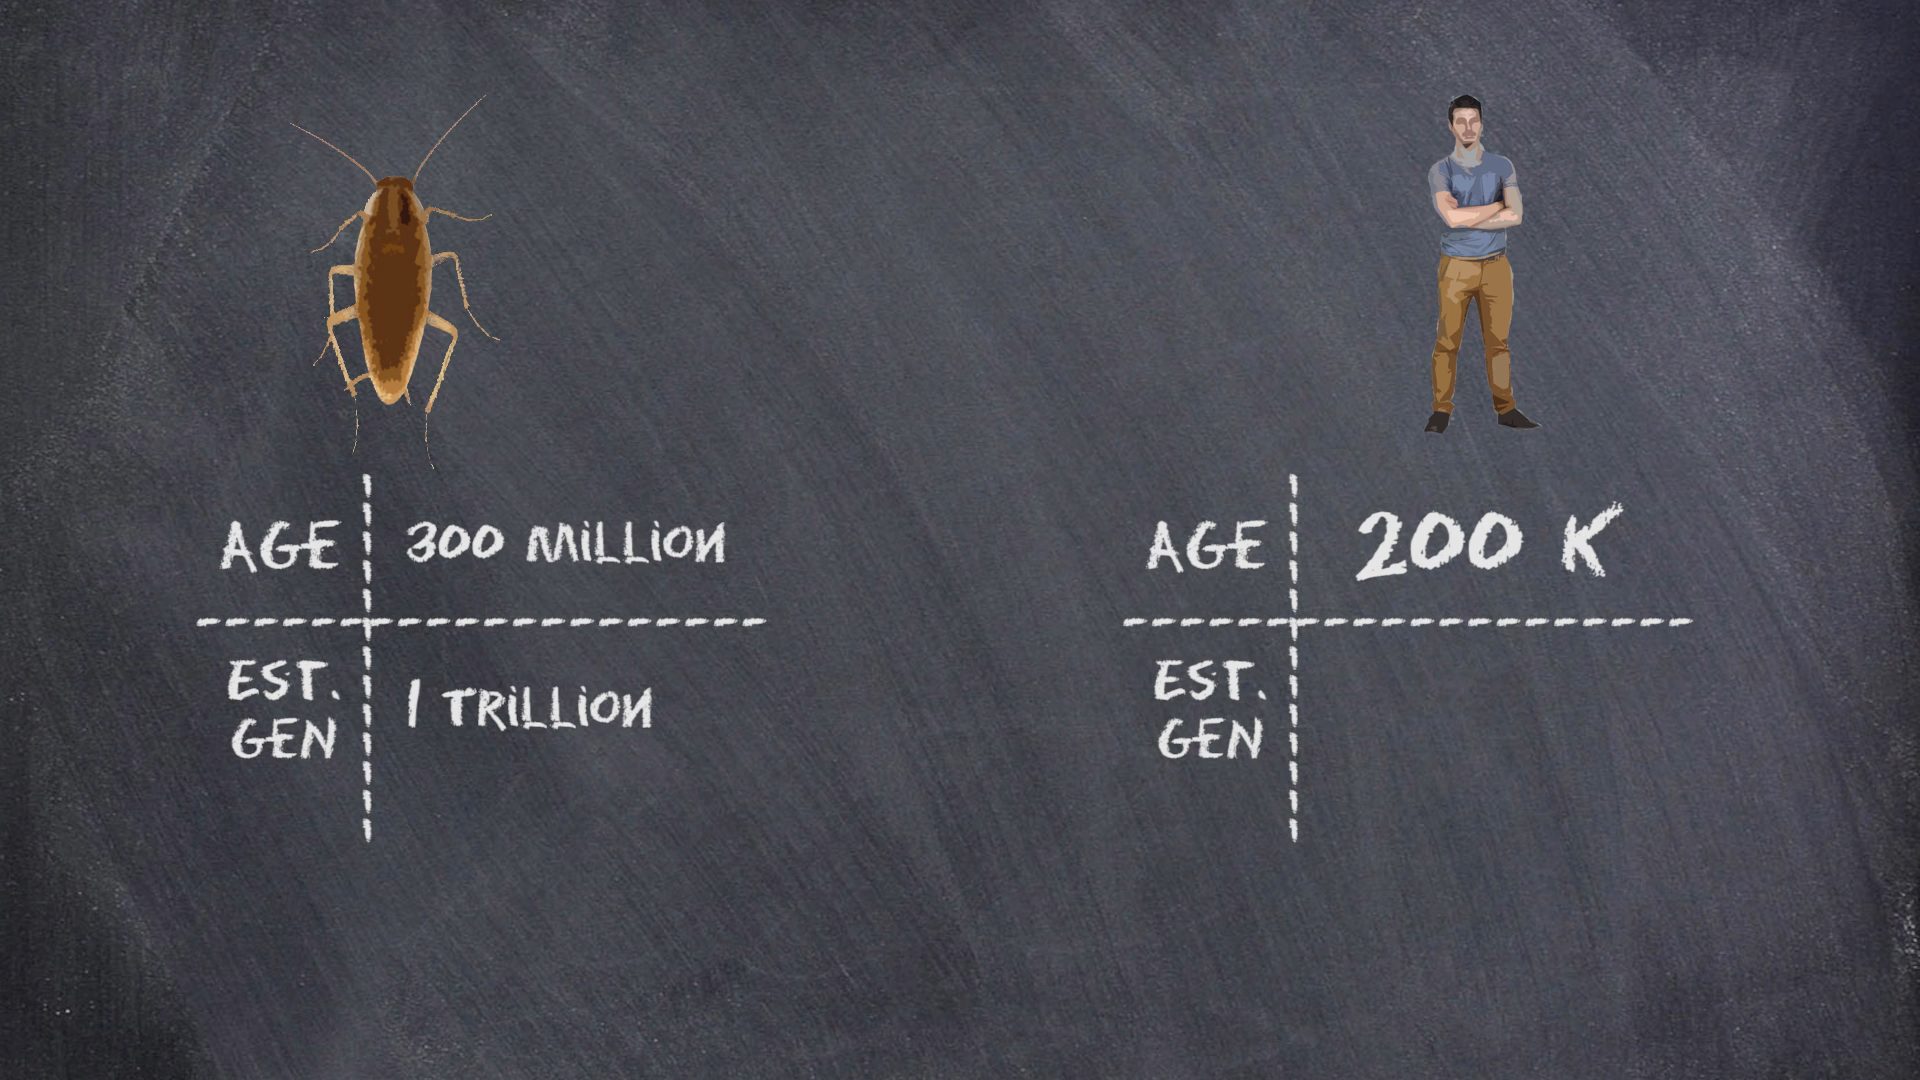 AGE 300 MiLLiON
EST. GEN 1 TRiLLiON
AGE 200 K
EST. GEN